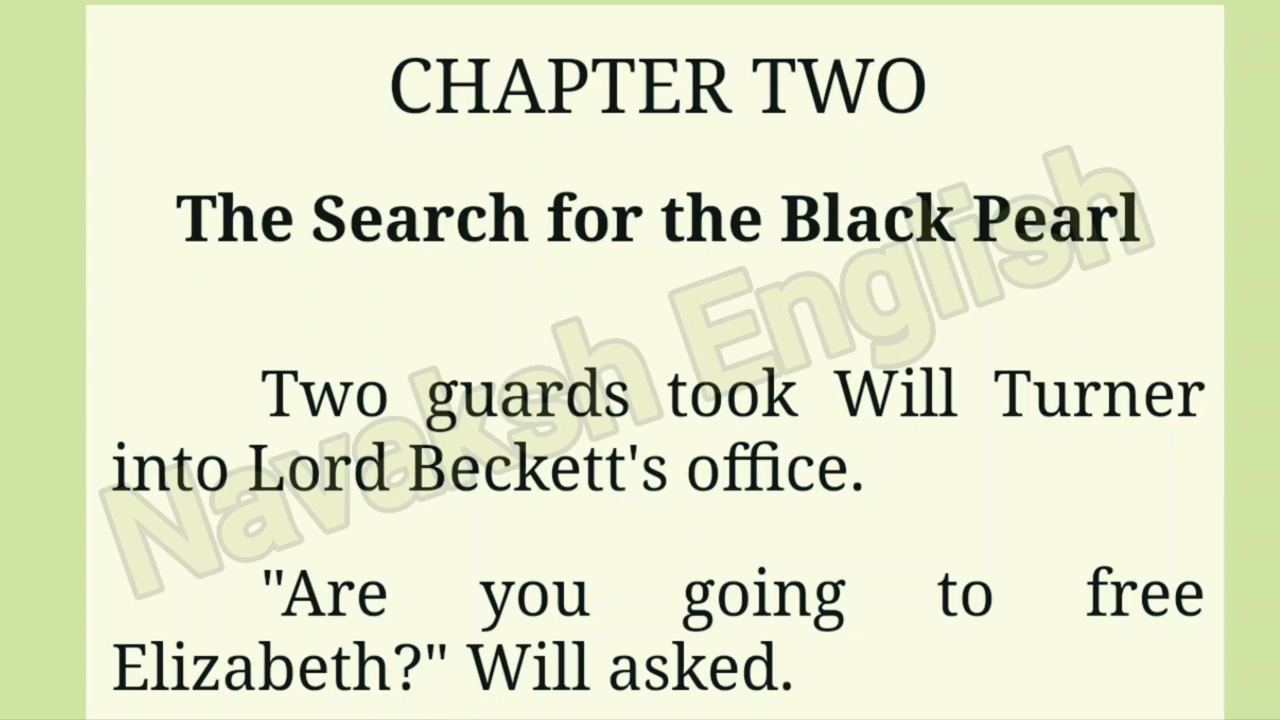 CHAPTER TWO
The Search for the Black Pearl
Two guards took Will Turner
into Lord Beckett's office.
"Are you going to free
Elizabeth?" Will asked.
Naveksh English